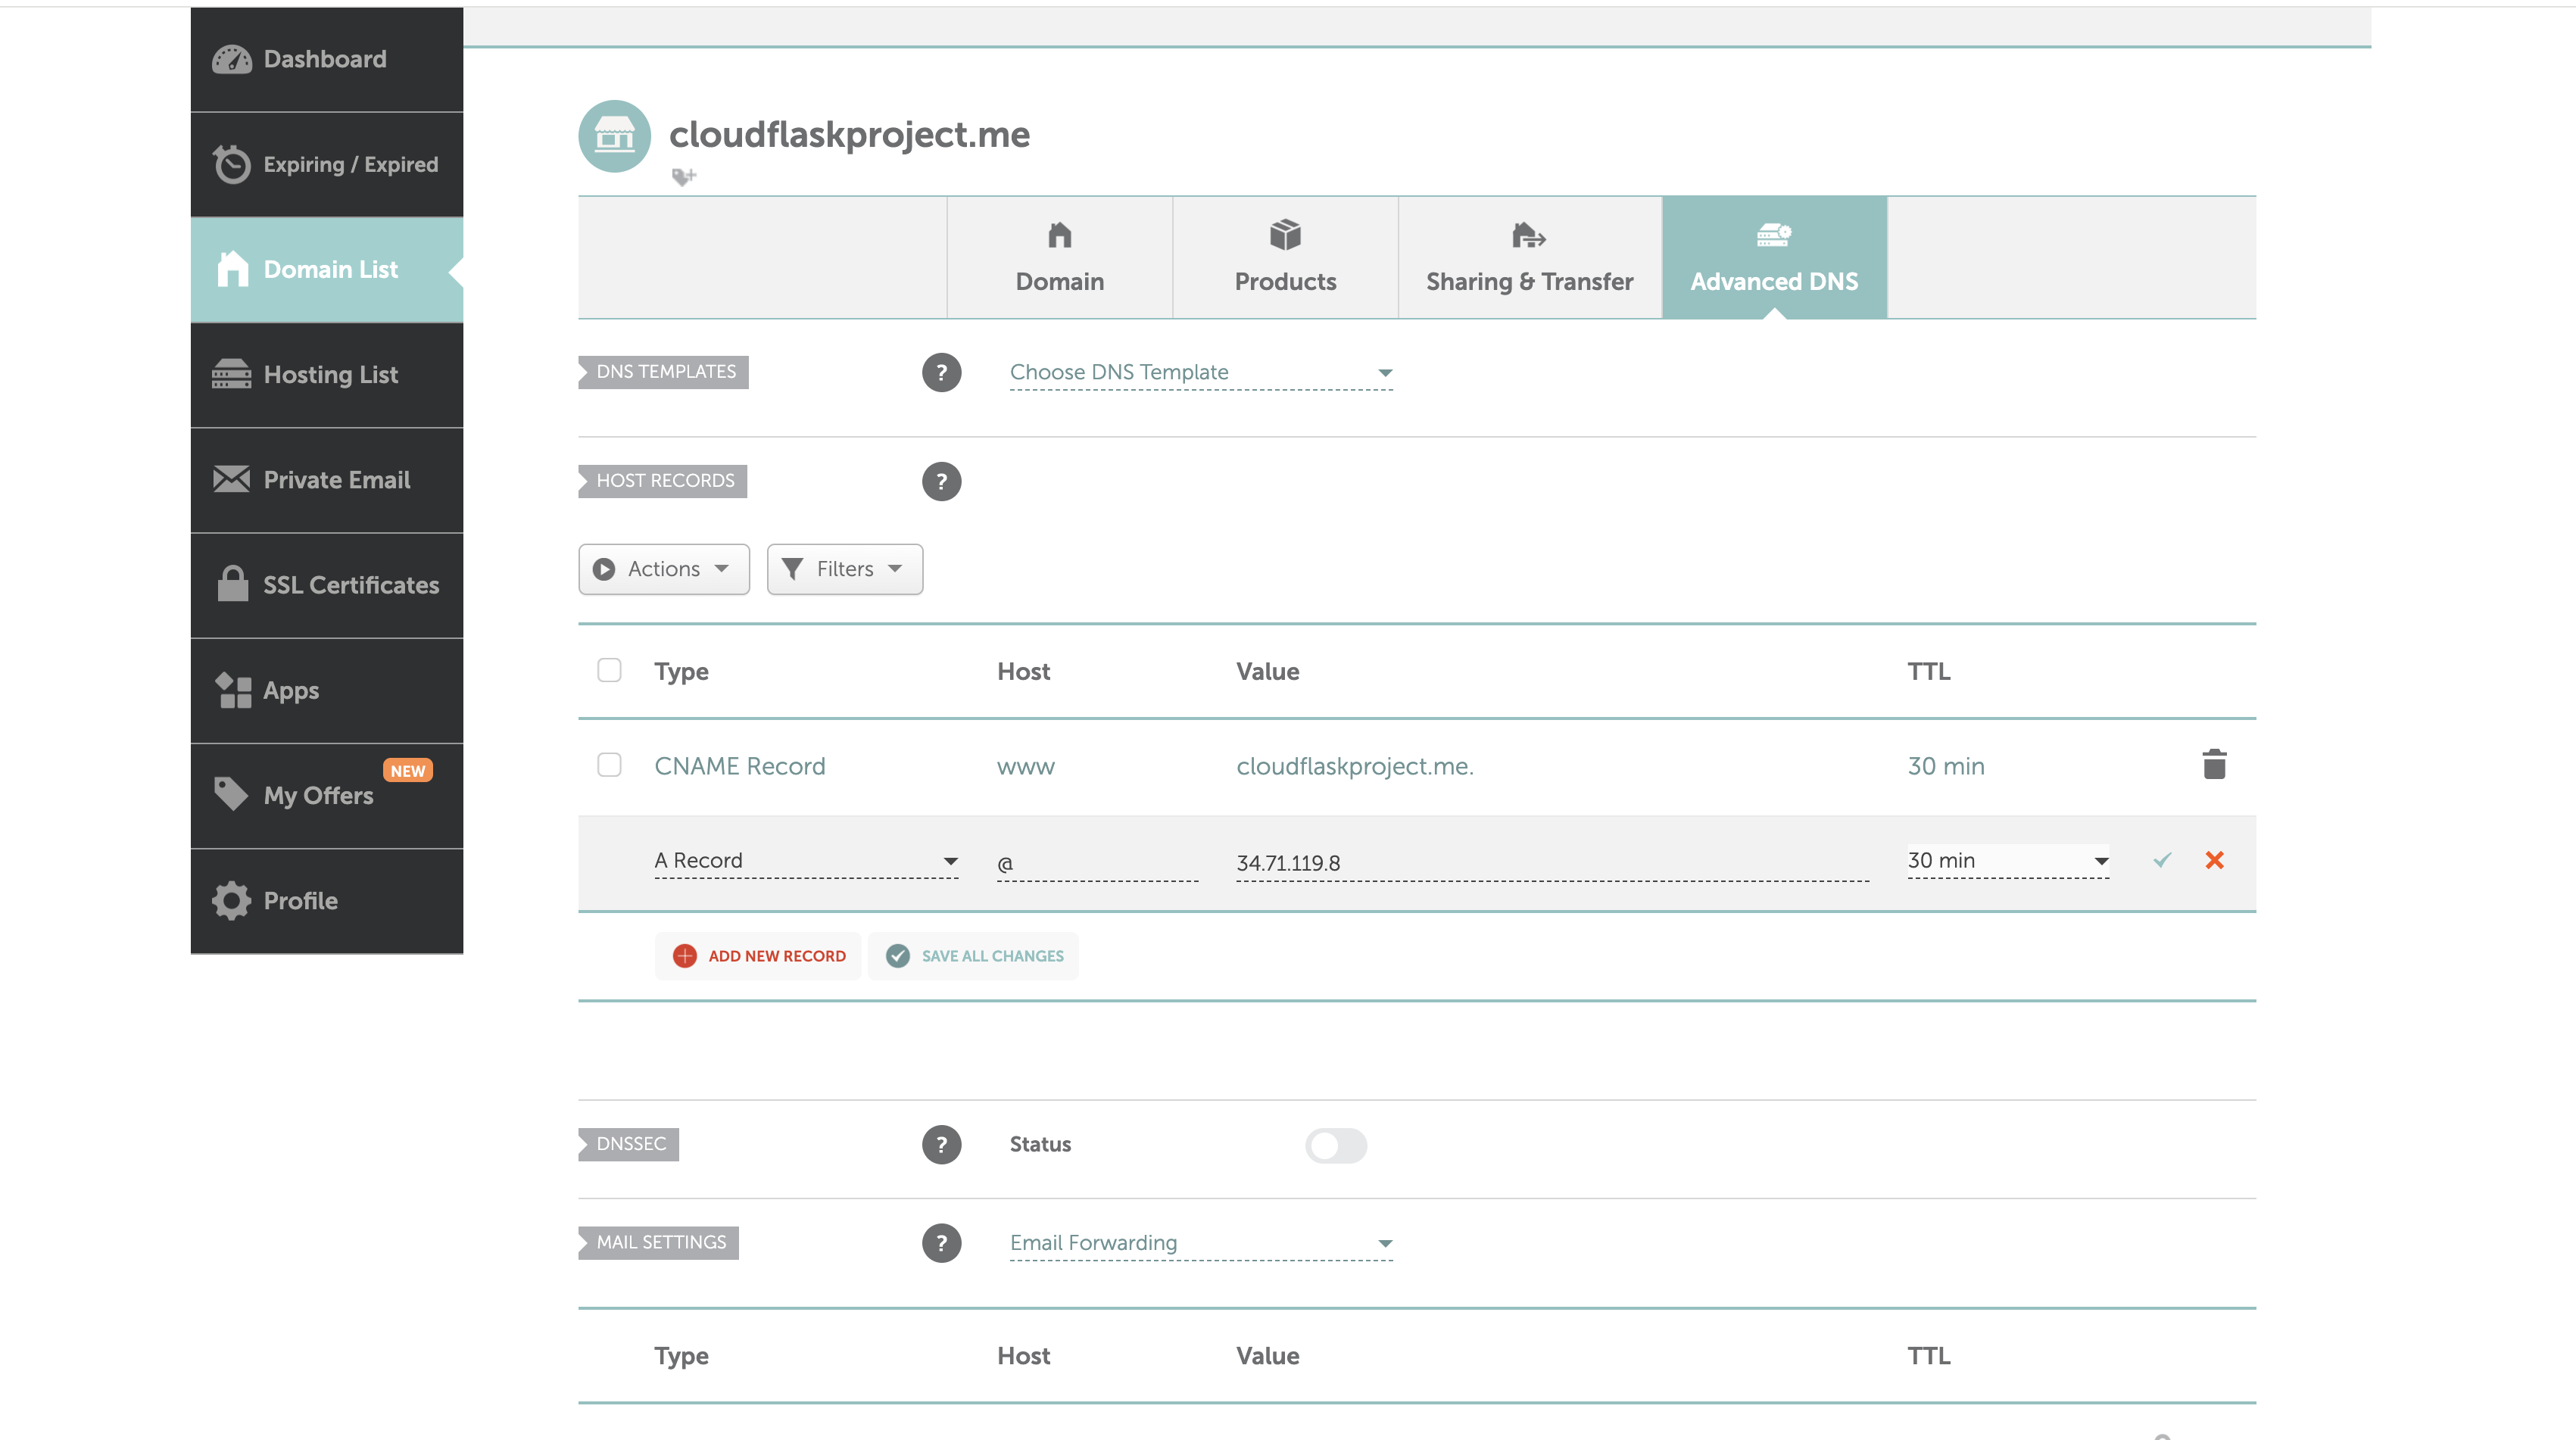 Dashboard
Expiring / Expired
Domain List
Hosting List
Private Email
SSL Certificates
Apps
NEW
My Offers
Profile
cloudflaskproject.me
Domain
Products
Sharing & Transfer
Advanced DNS
DNS TEMPLATES ? Choose DNS Template
HOST RECORDS ?
Actions Filters
Type Host Value TTL
CNAME Record www cloudflaskproject.me. 30 min
A Record @ 34.71.119.8 30 min
ADD NEW RECORD SAVE ALL CHANGES
DNSSEC ? Status
MAIL SETTINGS ? Email Forwarding
Type Host Value TTL